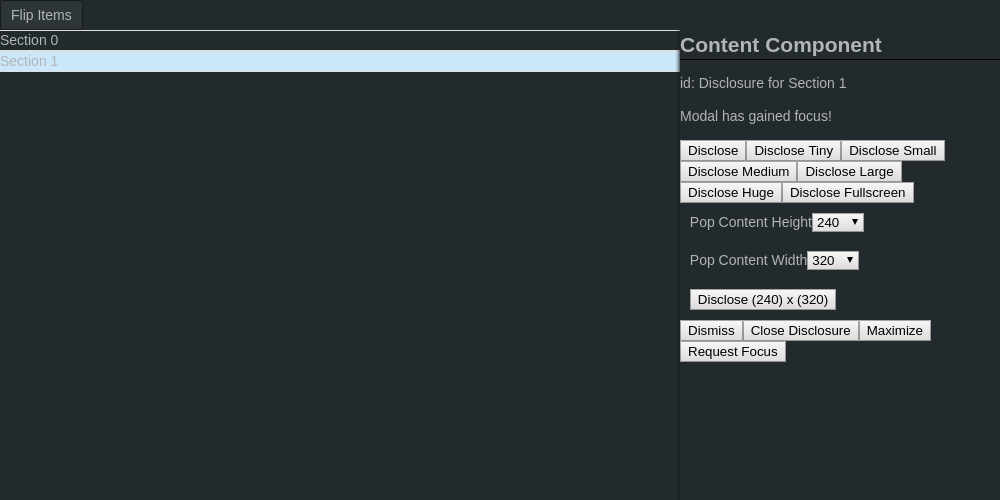 Flip Items
Section 0
Section 1
Content Component
id: Disclosure for Section 1
Modal has gained focus!
Disclose Disclose Tiny Disclose Small
Disclose Medium Disclose Large
Disclose Huge Disclose Fullscreen
Pop Content Height 240
Pop Content Width 320
Disclose (240) x (320)
Dismiss Close Disclosure Maximize
Request Focus